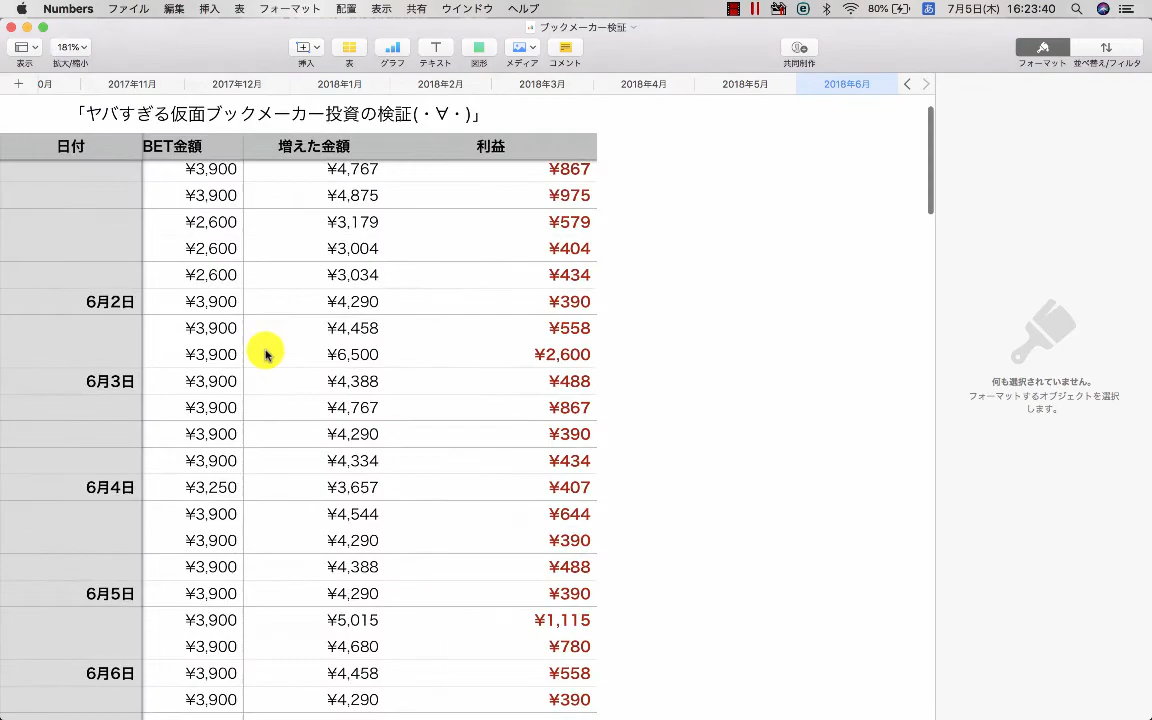 Numbers ファイル 編集 挿入 表 フォーマット 配置 表示 共有 ウインドウ ヘルプ 80% あ 7月5日(木) 16:23:40
ブックメーカー検証
181%
表示 拡大/縮小 挿入 表 グラフ テキスト 図形 メディア コメント 共同制作 フォーマット 並べ替え/フィルタ
0月 2017年11月 2017年12月 2018年1月 2018年2月 2018年3月 2018年4月 2018年5月 2018年6月
「ヤバすぎる仮面ブックメーカー投資の検証(・∀・)」
日付 BET金額 増えた金額 利益
¥3,900 ¥4,767 ¥867
¥3,900 ¥4,875 ¥975
¥2,600 ¥3,179 ¥579
¥2,600 ¥3,004 ¥404
¥2,600 ¥3,034 ¥434
6月2日 ¥3,900 ¥4,290 ¥390
¥3,900 ¥4,458 ¥558
¥3,900 ¥6,500 ¥2,600
6月3日 ¥3,900 ¥4,388 ¥488
¥3,900 ¥4,767 ¥867
¥3,900 ¥4,290 ¥390
¥3,900 ¥4,334 ¥434
6月4日 ¥3,250 ¥3,657 ¥407
¥3,900 ¥4,544 ¥644
¥3,900 ¥4,290 ¥390
¥3,900 ¥4,388 ¥488
6月5日 ¥3,900 ¥4,290 ¥390
¥3,900 ¥5,015 ¥1,115
¥3,900 ¥4,680 ¥780
6月6日 ¥3,900 ¥4,458 ¥558
¥3,900 ¥4,290 ¥390
何も選択されていません。
フォーマットするオブジェクトを選択
します。